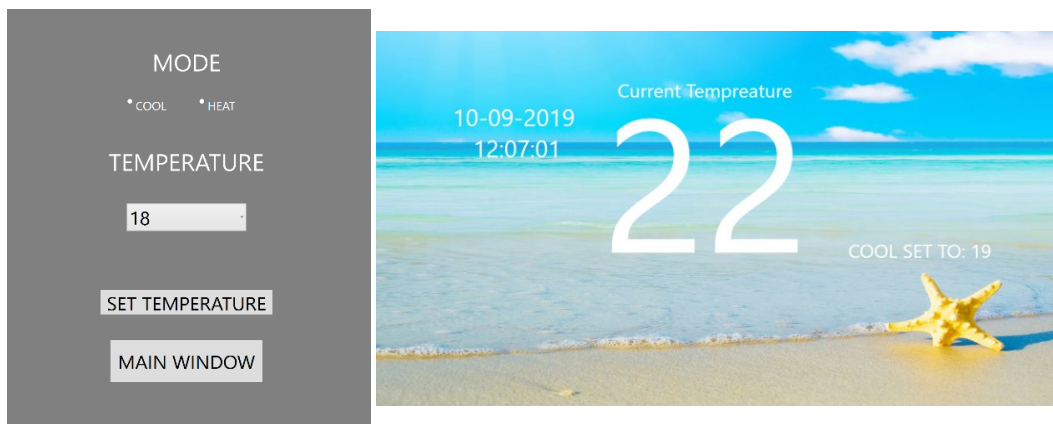 MODE
COOL HEAT
TEMPERATURE
18
SET TEMPERATURE
MAIN WINDOW
Current Tempreature
10-09-2019
12:07:01
22
COOL SET TO: 19